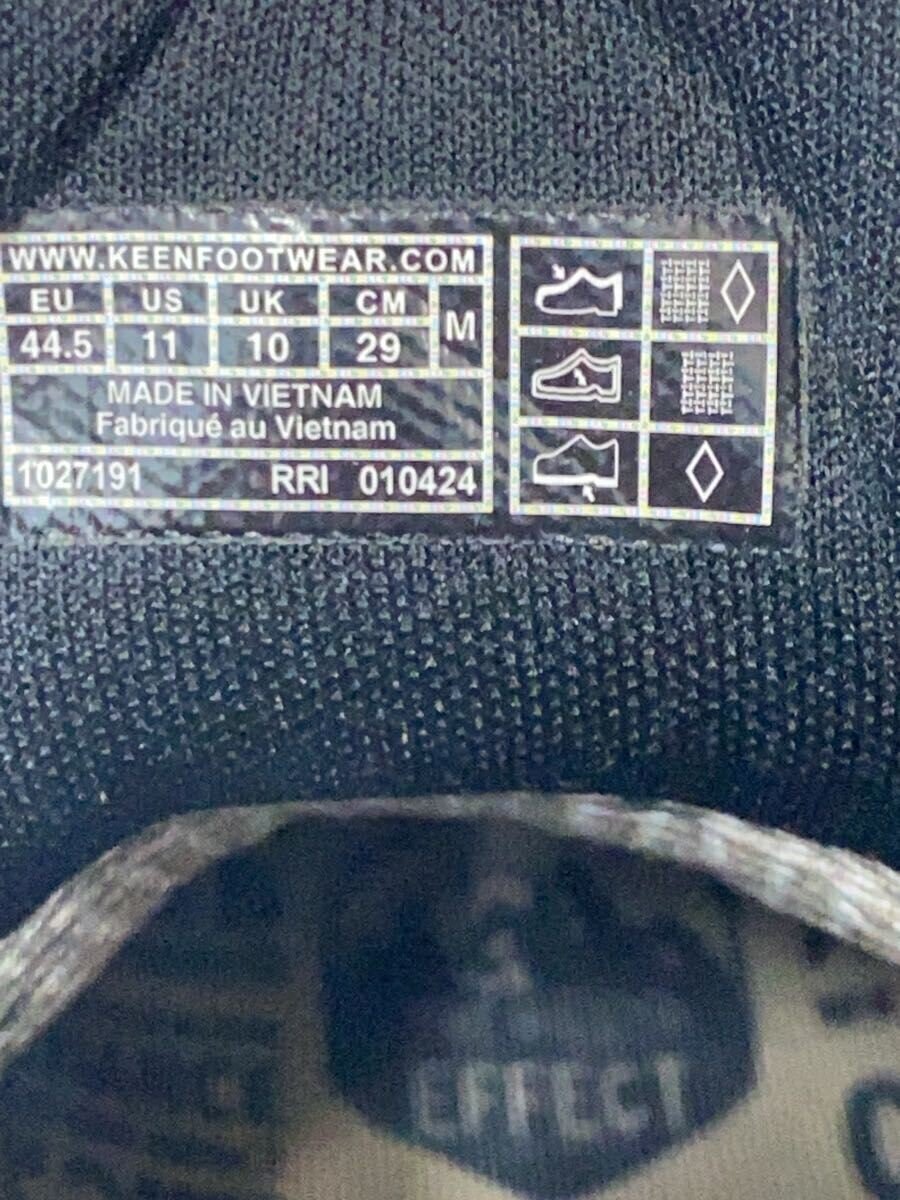 WWW.KEENFOOTWEAR.COM
EU US UK CM M
44.5 11 10 29
MADE IN VIETNAM
Fabriqué au Vietnam
1027191 RRI 010424
EFFECT